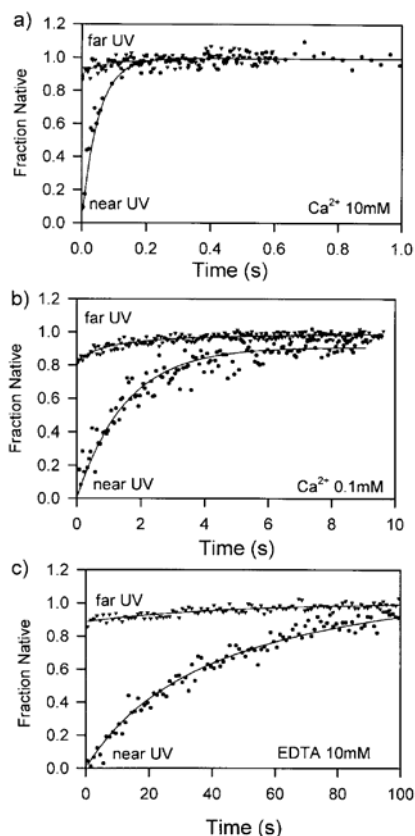 a)
1.2
1.0
0.8
0.6
0.4
0.2
0.0
Fraction Native
far UV
near UV
Ca²⁺ 10mM
0.0 0.2 0.4 0.6 0.8 1.0
Time (s)
b)
1.2
1.0
0.8
0.6
0.4
0.2
0.0
Fraction Native
far UV
near UV
Ca²⁺ 0.1mM
0 2 4 6 8 10
Time (s)
c)
1.2
1.0
0.8
0.6
0.4
0.2
0.0
Fraction Native
far UV
near UV
EDTA 10mM
0 20 40 60 80 100
Time (s)